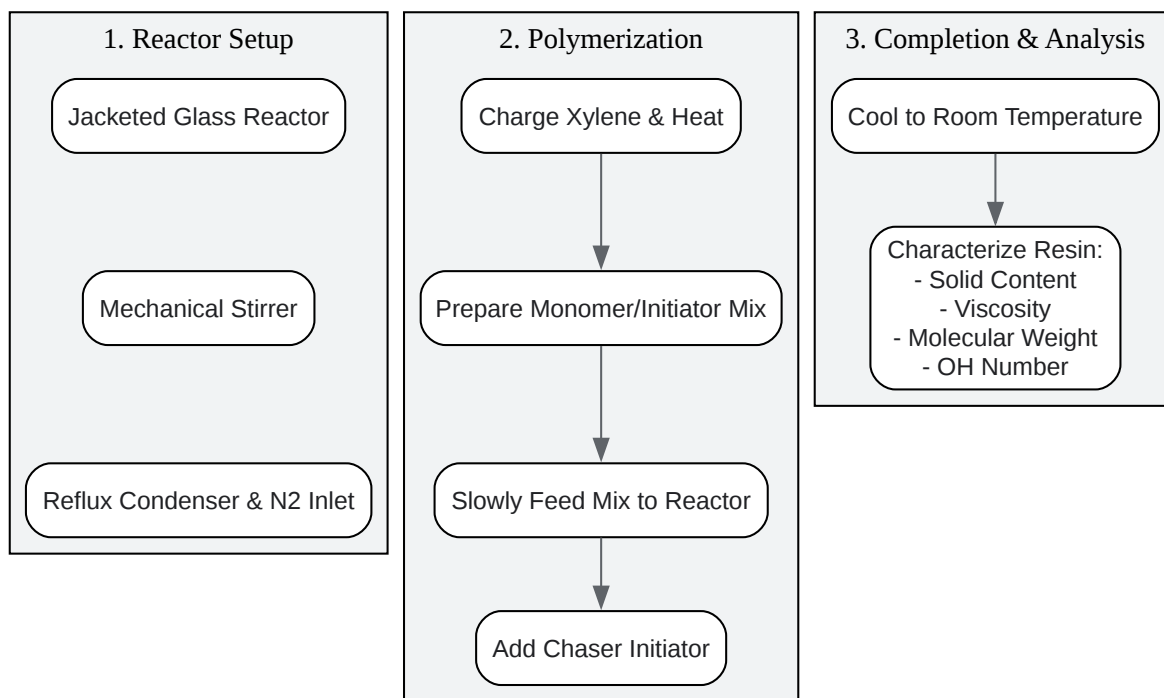 1. Reactor Setup
Jacketed Glass Reactor
Mechanical Stirrer
Reflux Condenser & N2 Inlet
2. Polymerization
Charge Xylene & Heat
Prepare Monomer/Initiator Mix
Slowly Feed Mix to Reactor
Add Chaser Initiator
3. Completion & Analysis
Cool to Room Temperature
Characterize Resin:
- Solid Content
- Viscosity
- Molecular Weight
- OH Number